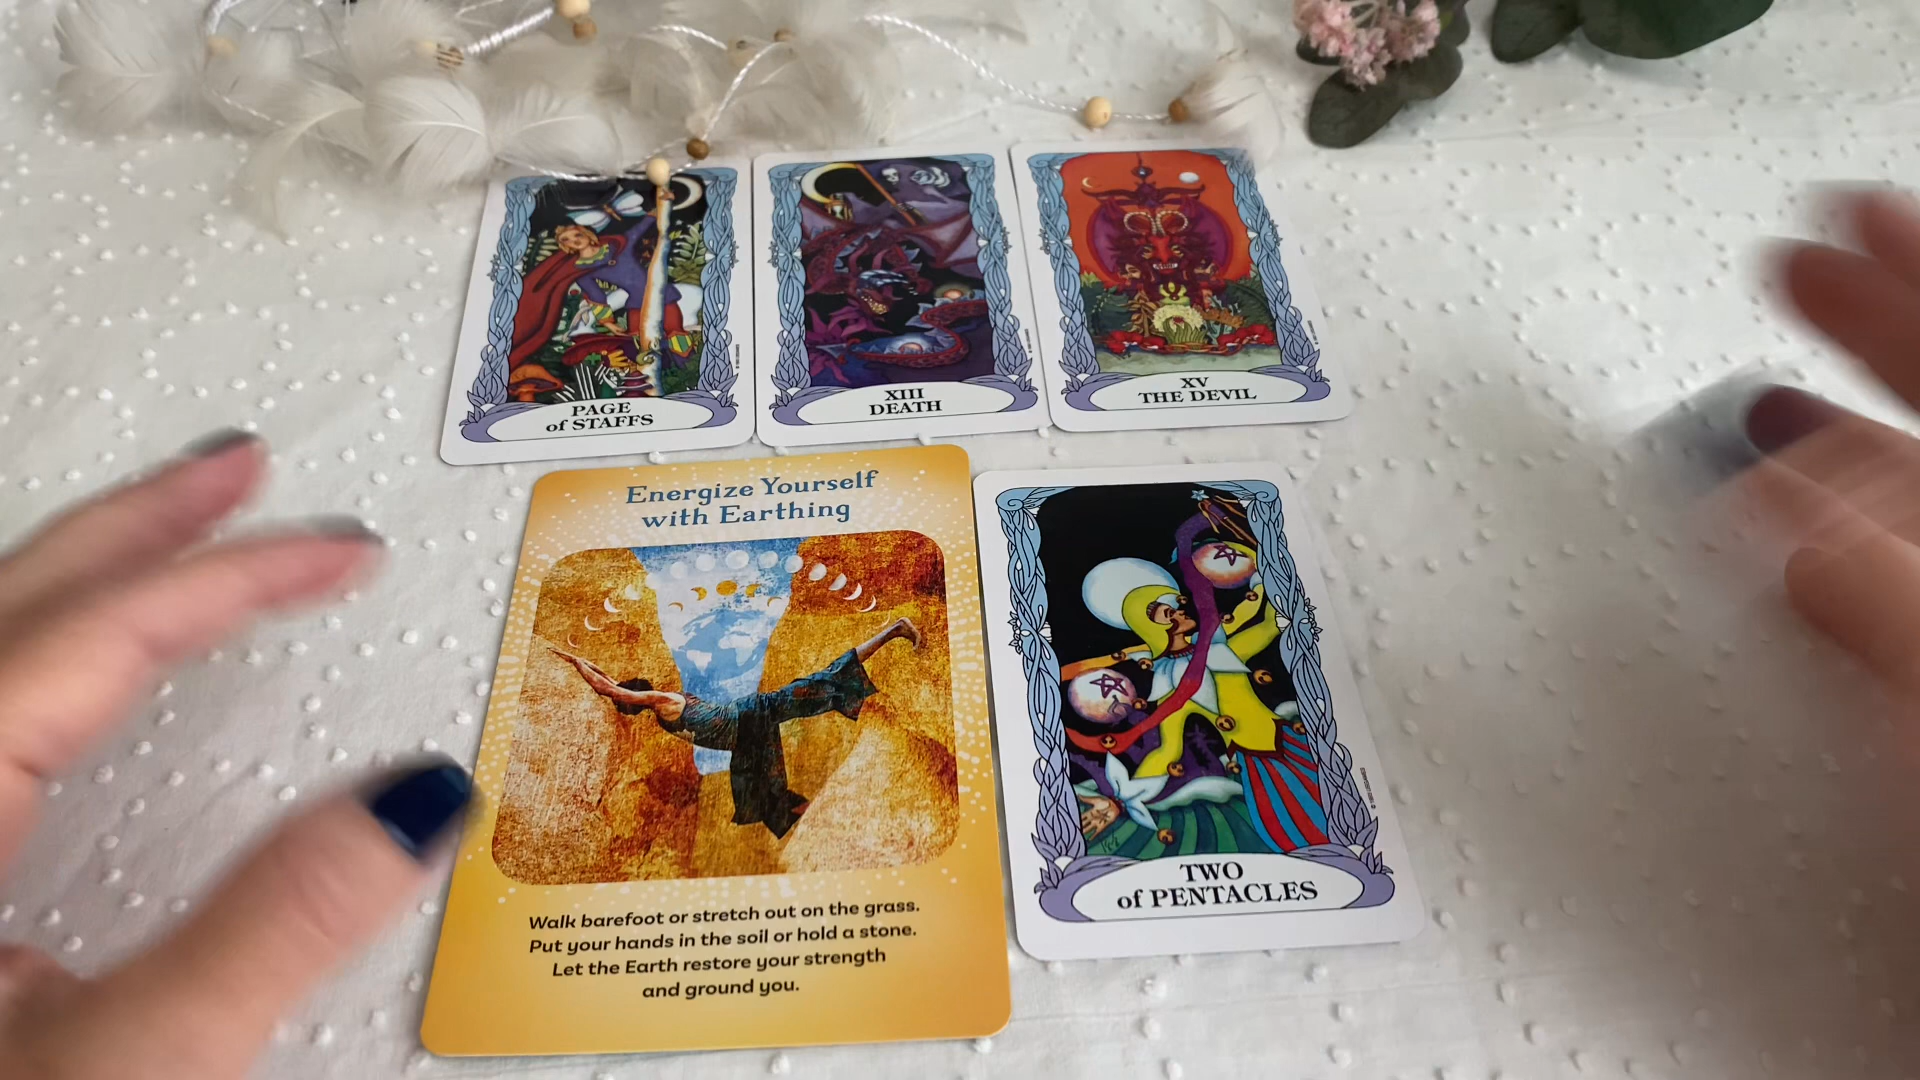 PAGE
of STAFFS
XIII
DEATH
XV
THE DEVIL
Energize Yourself
with Earthing
Walk barefoot or stretch out on the grass.
Put your hands in the soil or hold a stone.
Let the Earth restore your strength
and ground you.
TWO
of PENTACLES